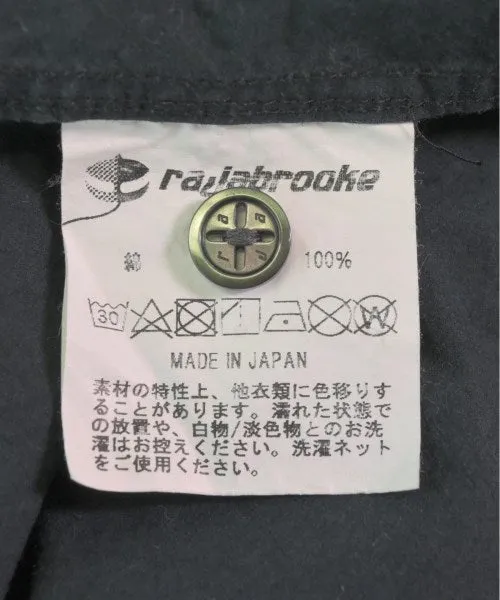 rajabrooke
綿 100%
30 W
MADE IN JAPAN
素材の特性上、他衣類に色移りす
ることがあります。濡れた状態で
の放置や、白物/淡色物とのお洗
濯はお控えください。洗濯ネット
をご使用ください。